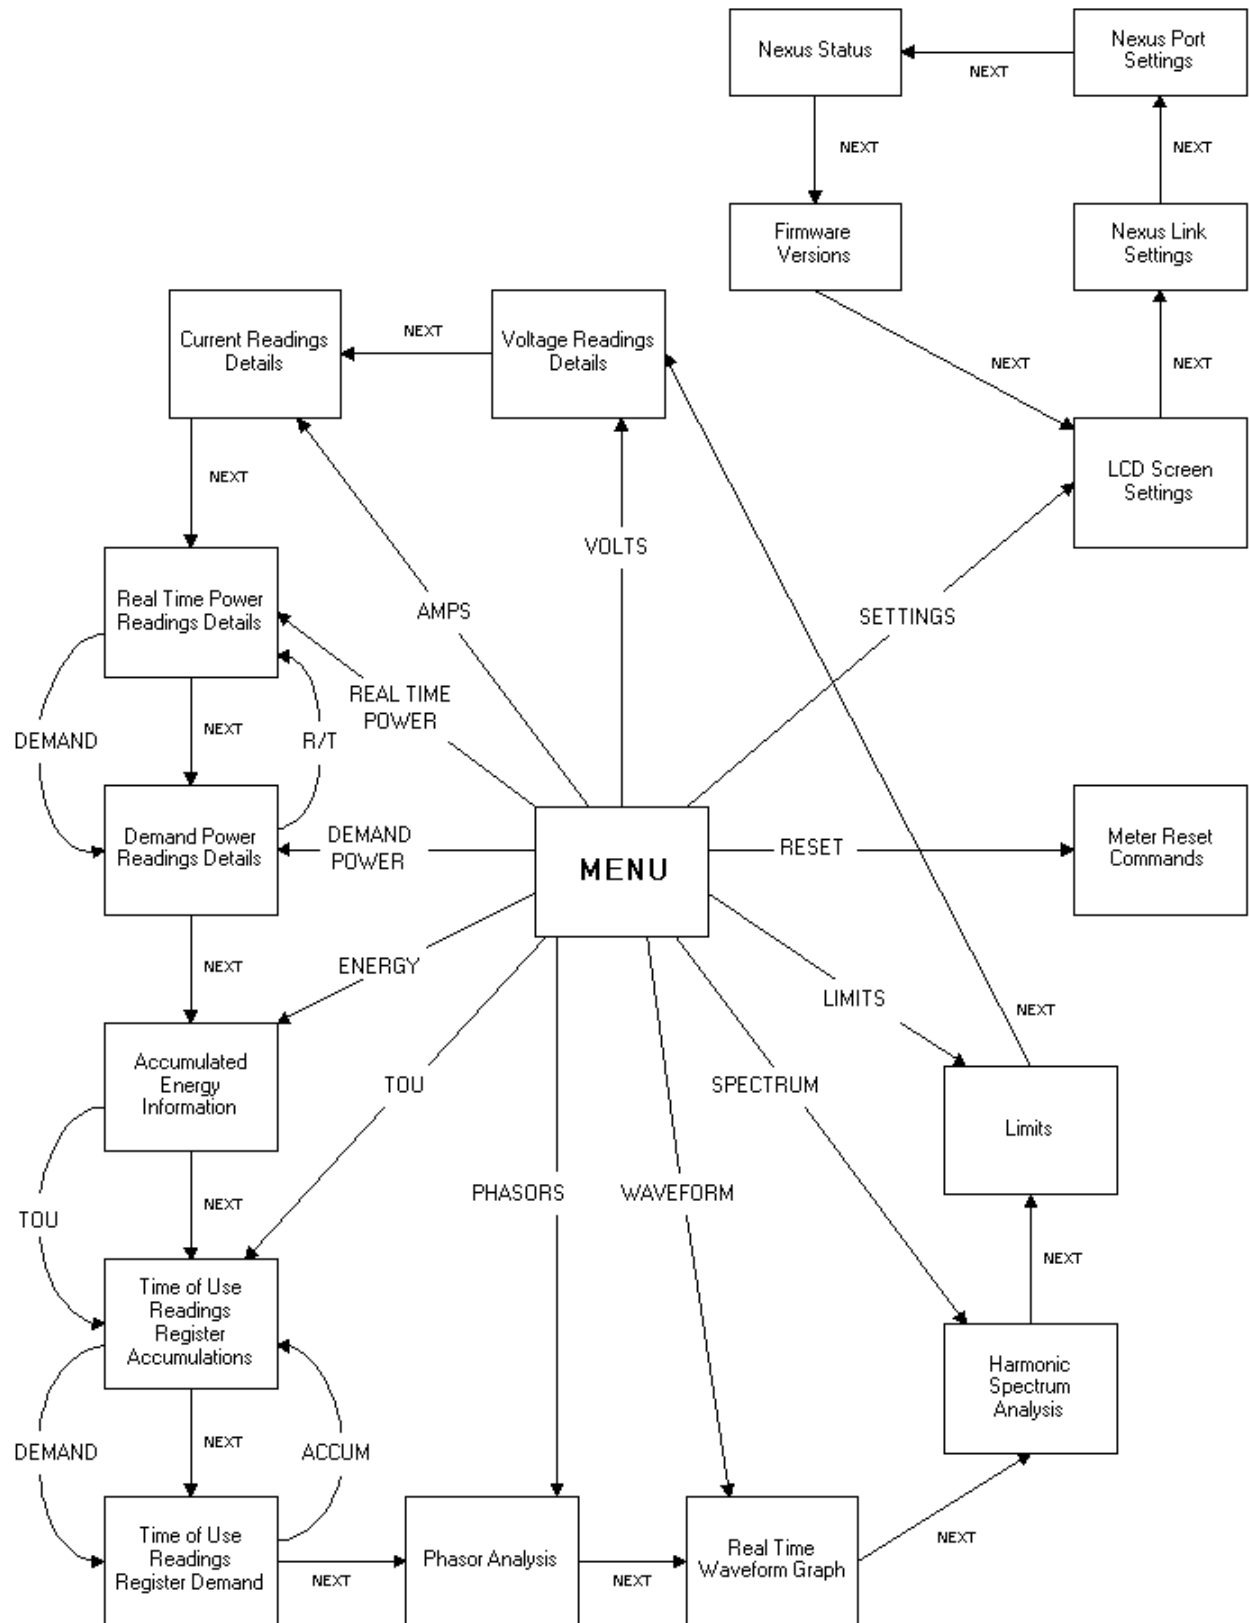 Nexus Status
NEXT
Nexus Port
Settings
NEXT
NEXT
Firmware
Versions
Nexus Link
Settings
Current Readings
Details
NEXT
Voltage Readings
Details
NEXT
NEXT
NEXT
LCD Screen
Settings
VOLTS
Real Time Power
Readings Details
AMPS
SETTINGS
REAL TIME
POWER
DEMAND
NEXT
R/T
Demand Power
Readings Details
DEMAND
POWER
MENU
RESET
Meter Reset
Commands
NEXT
ENERGY
LIMITS
NEXT
Accumulated
Energy
Information
TOU
SPECTRUM
Limits
TOU
NEXT
PHASORS
WAVEFORM
NEXT
Time of Use
Readings
Register
Accumulations
Harmonic
Spectrum
Analysis
DEMAND
NEXT
ACCUM
Time of Use
Readings
Register Demand
NEXT
Phasor Analysis
NEXT
Real Time
Waveform Graph
NEXT